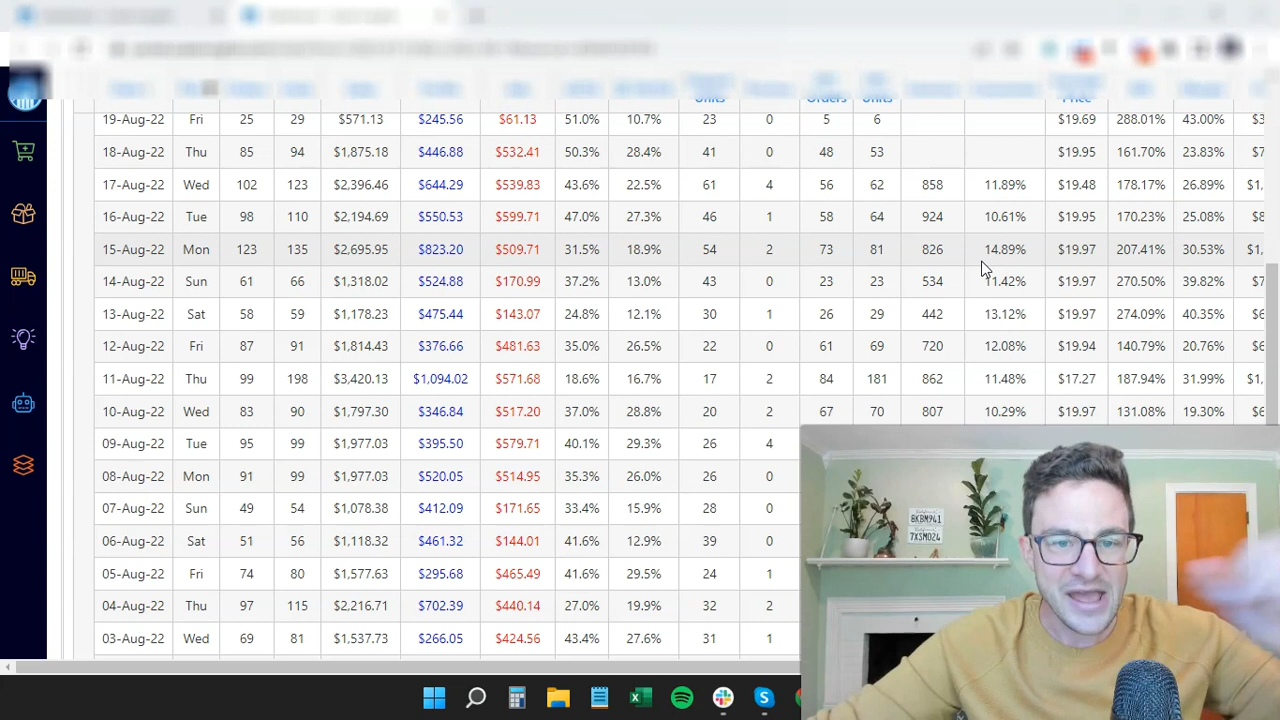 Units Orders Units Price
19-Aug-22 Fri 25 29 $571.13 $245.56 $61.13 51.0% 10.7% 23 0 5 6 $19.69 288.01% 43.00% $3
18-Aug-22 Thu 85 94 $1,875.18 $446.88 $532.41 50.3% 28.4% 41 0 48 53 $19.95 161.70% 23.83% $7
17-Aug-22 Wed 102 123 $2,396.46 $644.29 $539.83 43.6% 22.5% 61 4 56 62 858 11.89% $19.48 178.17% 26.89% $1,
16-Aug-22 Tue 98 110 $2,194.69 $550.53 $599.71 47.0% 27.3% 46 1 58 64 924 10.61% $19.95 170.23% 25.08% $8
15-Aug-22 Mon 123 135 $2,695.95 $823.20 $509.71 31.5% 18.9% 54 2 73 81 826 14.89% $19.97 207.41% 30.53% $1,
14-Aug-22 Sun 61 66 $1,318.02 $524.88 $170.99 37.2% 13.0% 43 0 23 23 534 11.42% $19.97 270.50% 39.82% $7
13-Aug-22 Sat 58 59 $1,178.23 $475.44 $143.07 24.8% 12.1% 30 1 26 29 442 13.12% $19.97 274.09% 40.35% $6
12-Aug-22 Fri 87 91 $1,814.43 $376.66 $481.63 35.0% 26.5% 22 0 61 69 720 12.08% $19.94 140.79% 20.76% $6
11-Aug-22 Thu 99 198 $3,420.13 $1,094.02 $571.68 18.6% 16.7% 17 2 84 181 862 11.48% $17.27 187.94% 31.99% $1,
10-Aug-22 Wed 83 90 $1,797.30 $346.84 $517.20 37.0% 28.8% 20 2 67 70 807 10.29% $19.97 131.08% 19.30% $6
09-Aug-22 Tue 95 99 $1,977.03 $395.50 $579.71 40.1% 29.3% 26 4
08-Aug-22 Mon 91 99 $1,977.03 $520.05 $514.95 35.3% 26.0% 26 0
07-Aug-22 Sun 49 54 $1,078.38 $412.09 $171.65 33.4% 15.9% 28 0
06-Aug-22 Sat 51 56 $1,118.32 $461.32 $144.01 41.6% 12.9% 39 0
05-Aug-22 Fri 74 80 $1,577.63 $295.68 $465.49 41.6% 29.5% 24 1
04-Aug-22 Thu 97 115 $2,216.71 $702.39 $440.14 27.0% 19.9% 32 2
03-Aug-22 Wed 69 81 $1,537.73 $266.05 $424.56 43.4% 27.6% 31 1
BKBM941
7XSM024